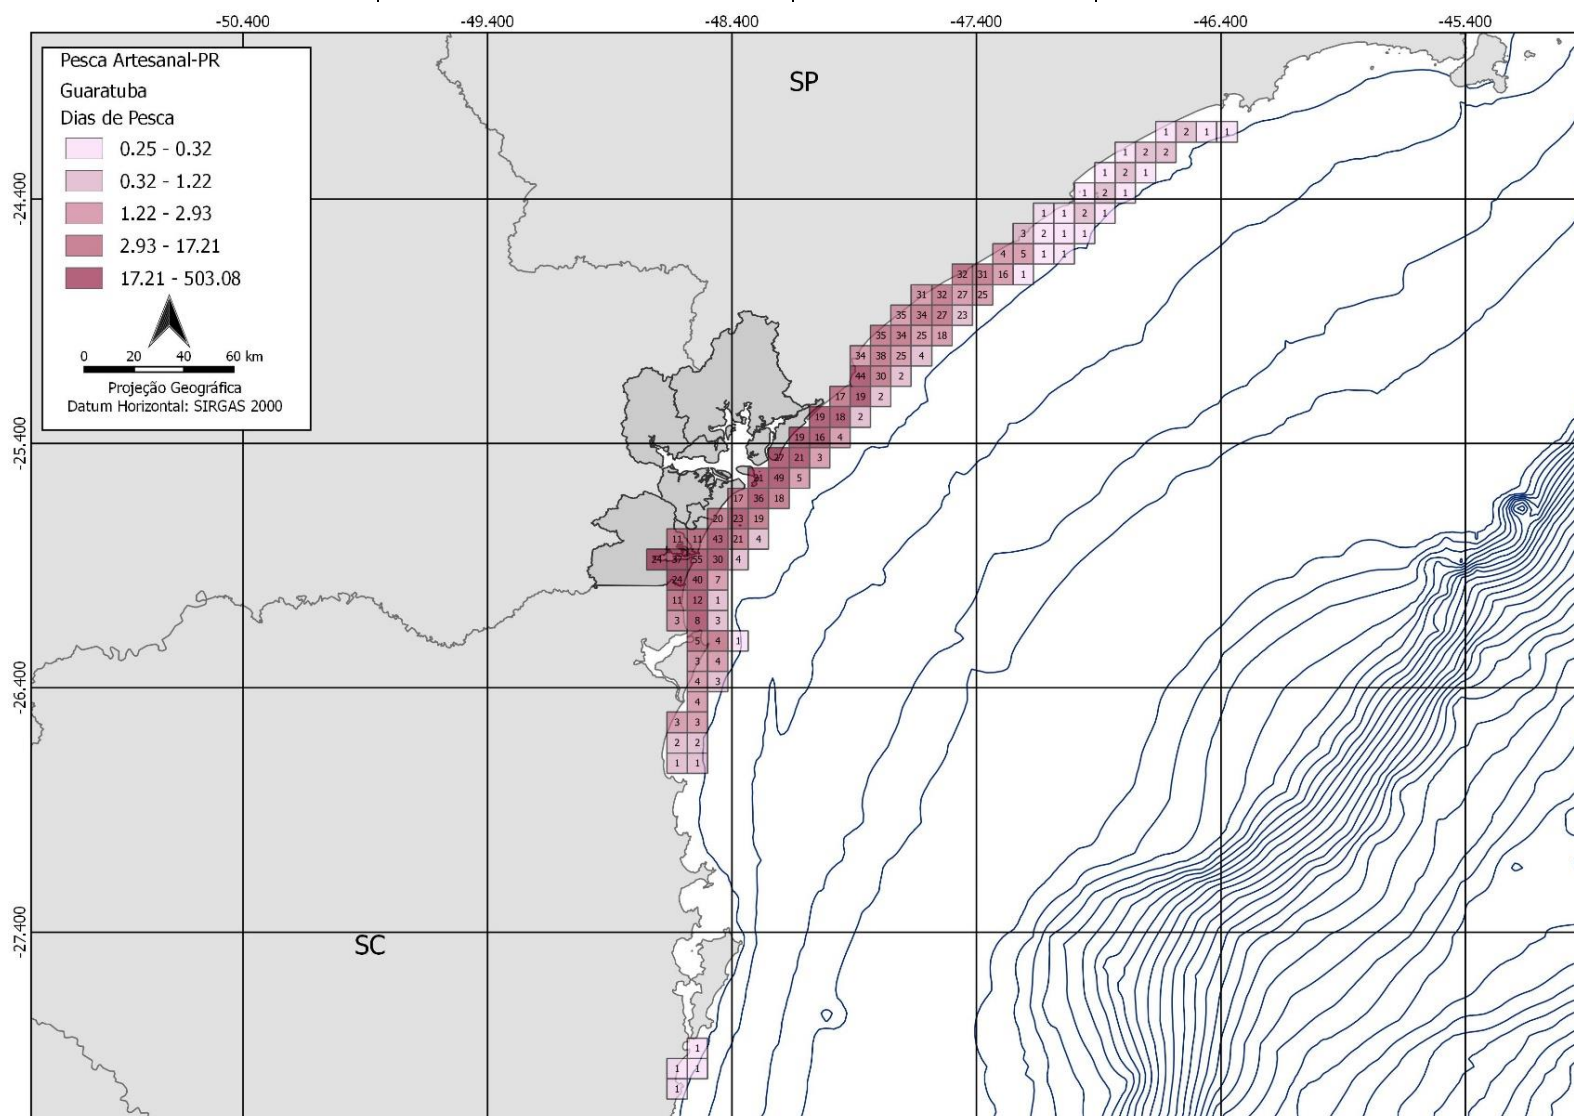 -50.400 -49.400 -48.400 -47.400 -46.400 -45.400
Pesca Artesanal-PR
Guaratuba
Dias de Pesca
0.25 - 0.32
0.32 - 1.22
1.22 - 2.93
2.93 - 17.21
17.21 - 503.08
0 20 40 60 km
Projeção Geográfica
Datum Horizontal: SIRGAS 2000
SP
SC
-24.400
-25.400
-26.400
-27.400
1 2 1 1
1 2 2
1 2 1
1 2 1
1 1 2 1
3 2 1 1
4 5 1 1
32 31 16 1
31 32 27 25
35 34 27 23
35 34 25 18
34 38 25 4
44 30 2
17 19 2
19 18 2
19 16 4
27 21 3
49 5
17 36 18
20 23 19
11 11 43 21 4
24 37 55 30 4
24 40 7
11 12 1
3 8 3
5 4 1
3 4
4 3
4
3 3
2 2
1 1
1
1 1
1